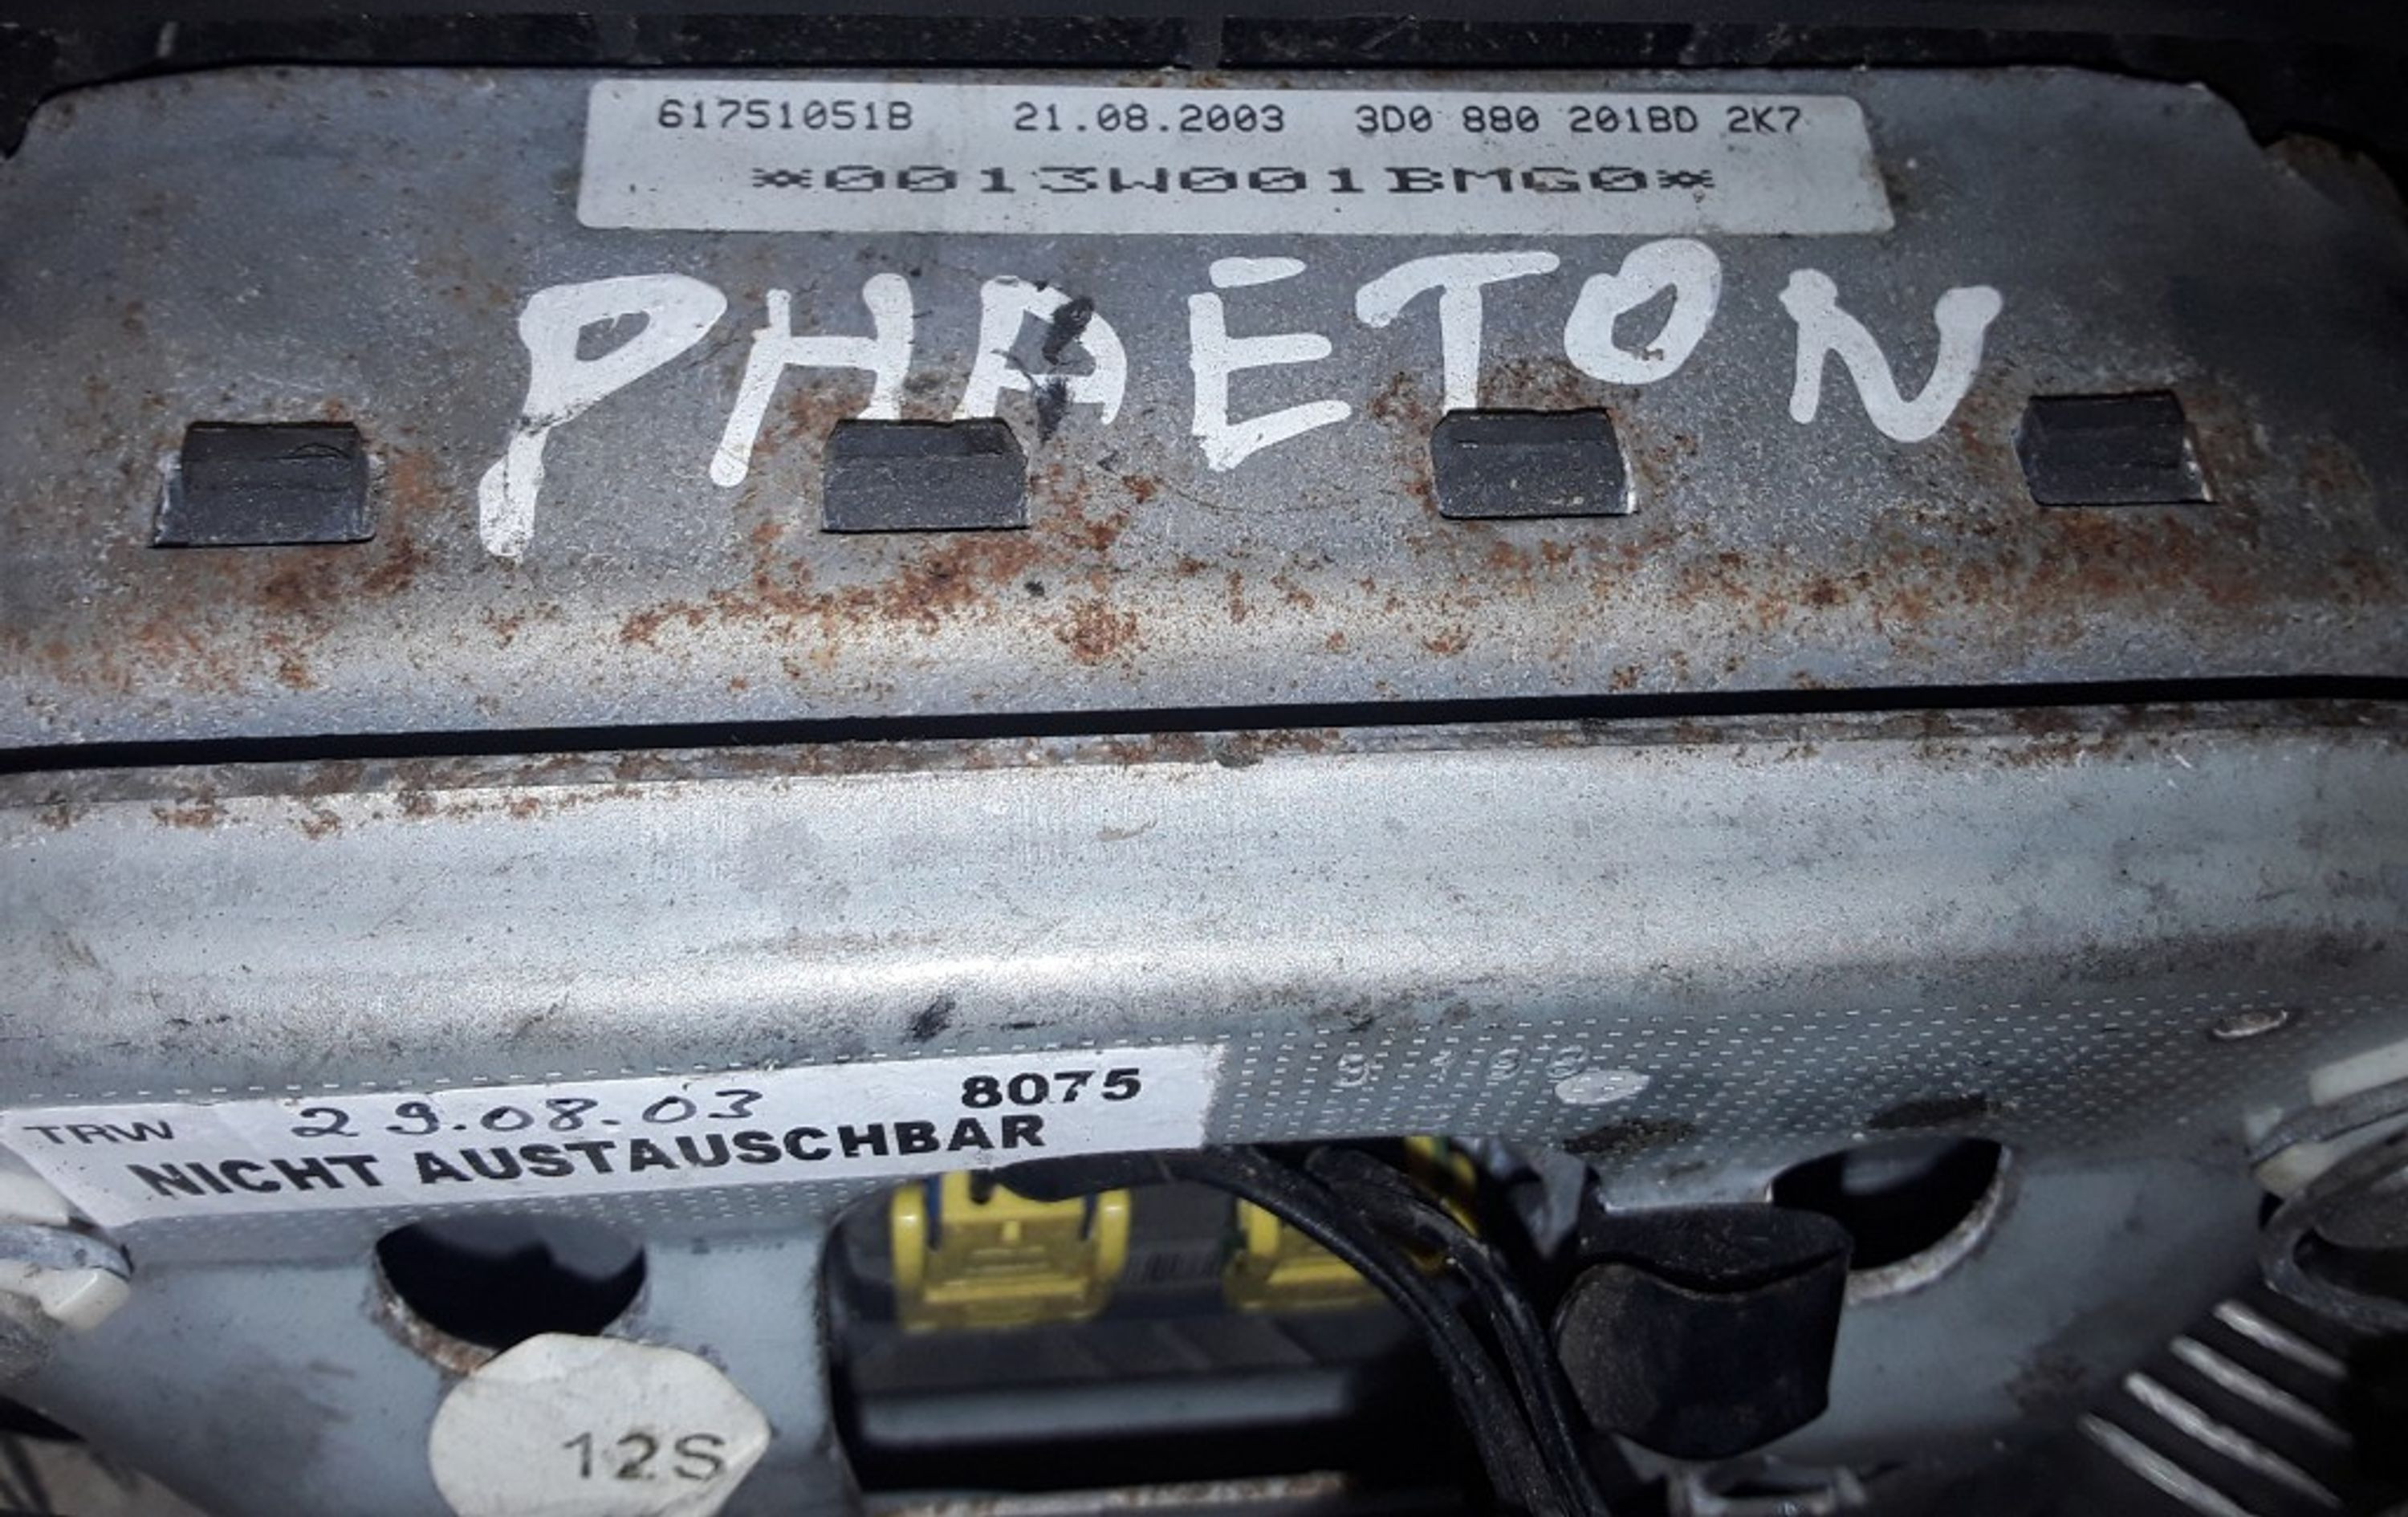 61751051B 21.08.2003 3D0 880 201BD 2K7
*0013W001BMG0*
PHAETON
TRW 29.08.03 8075
NICHT AUSTAUSCHBAR
12S